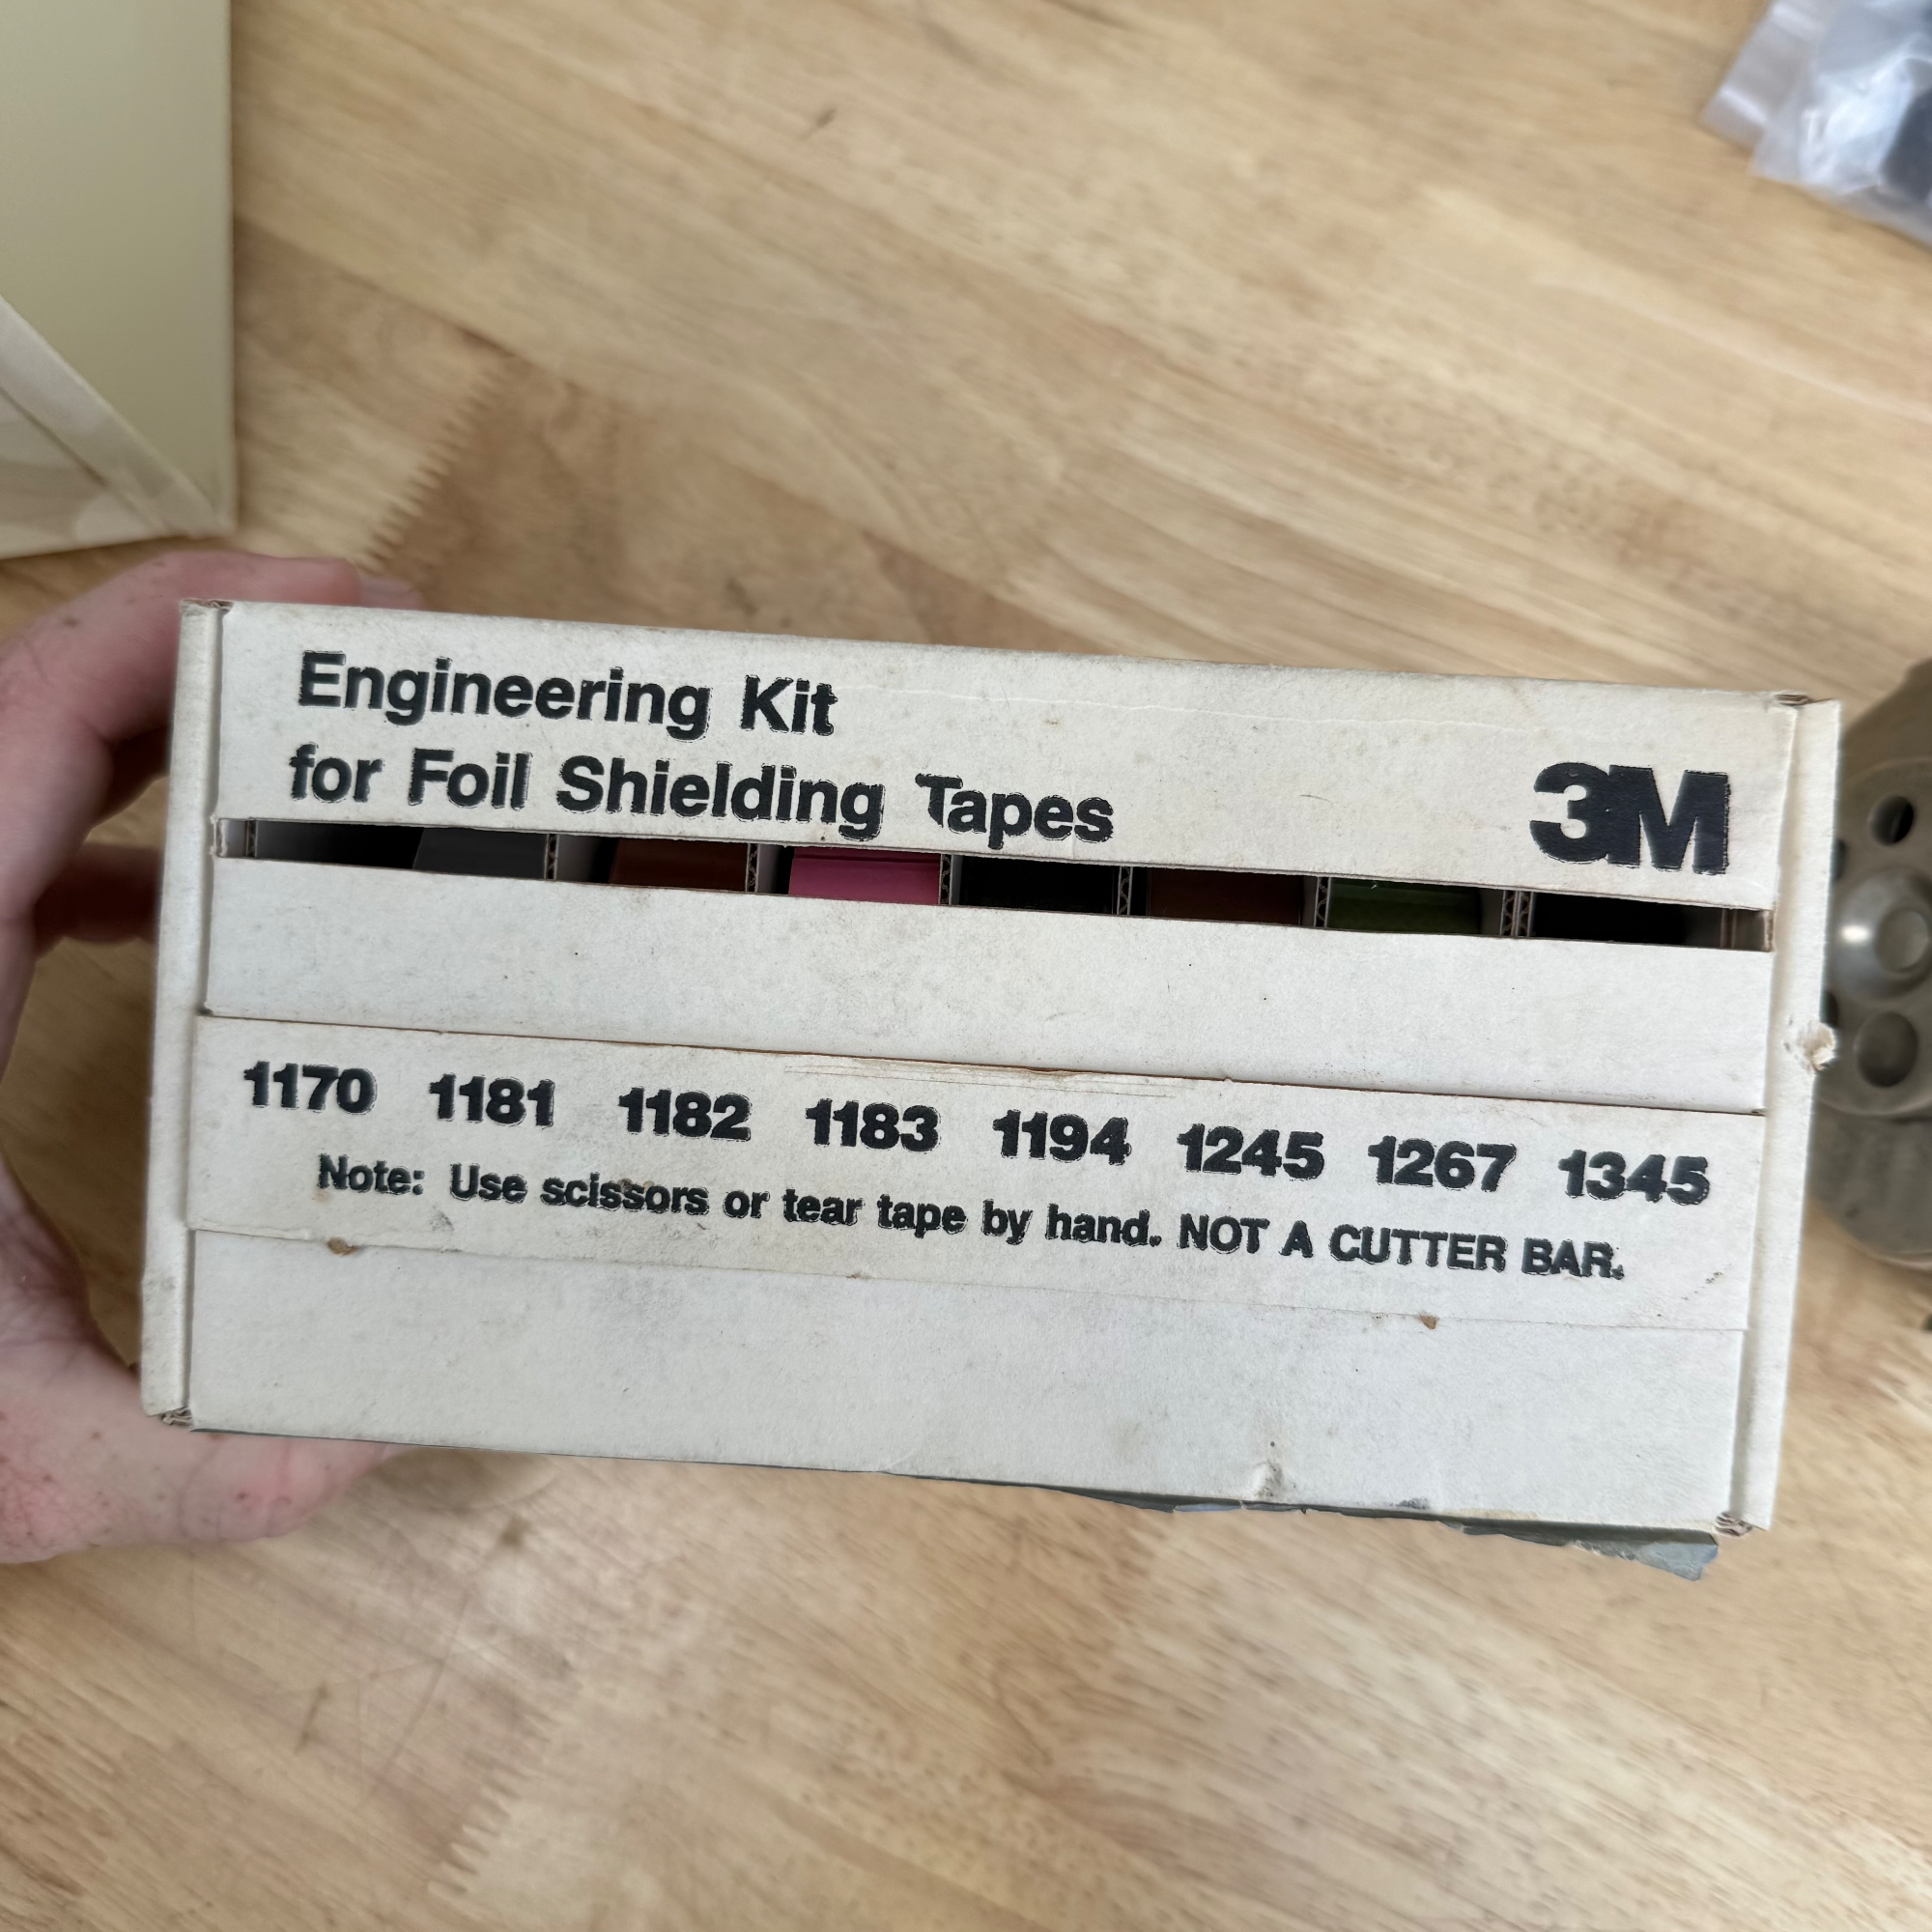 Engineering Kit
for Foil Shielding Tapes
3M
1170 1181 1182 1183 1194 1245 1267 1345
Note: Use scissors or tear tape by hand. NOT A CUTTER BAR.